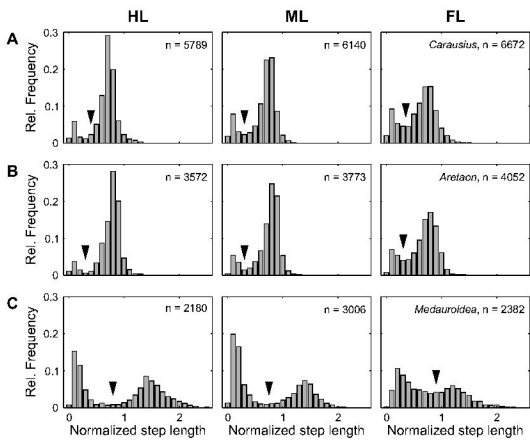 HL ML FL
A
Rel. Frequency
0.3
0.2
0.1
0
n = 5789
n = 6140
Carausius, n = 6672
B
Rel. Frequency
0.3
0.2
0.1
0
n = 3572
n = 3773
Aretaon, n = 4052
C
Rel. Frequency
0.3
0.2
0.1
0
n = 2180
n = 3006
Medauroidea, n = 2382
0 1 2
0 1 2
0 1 2
Normalized step length
Normalized step length
Normalized step length